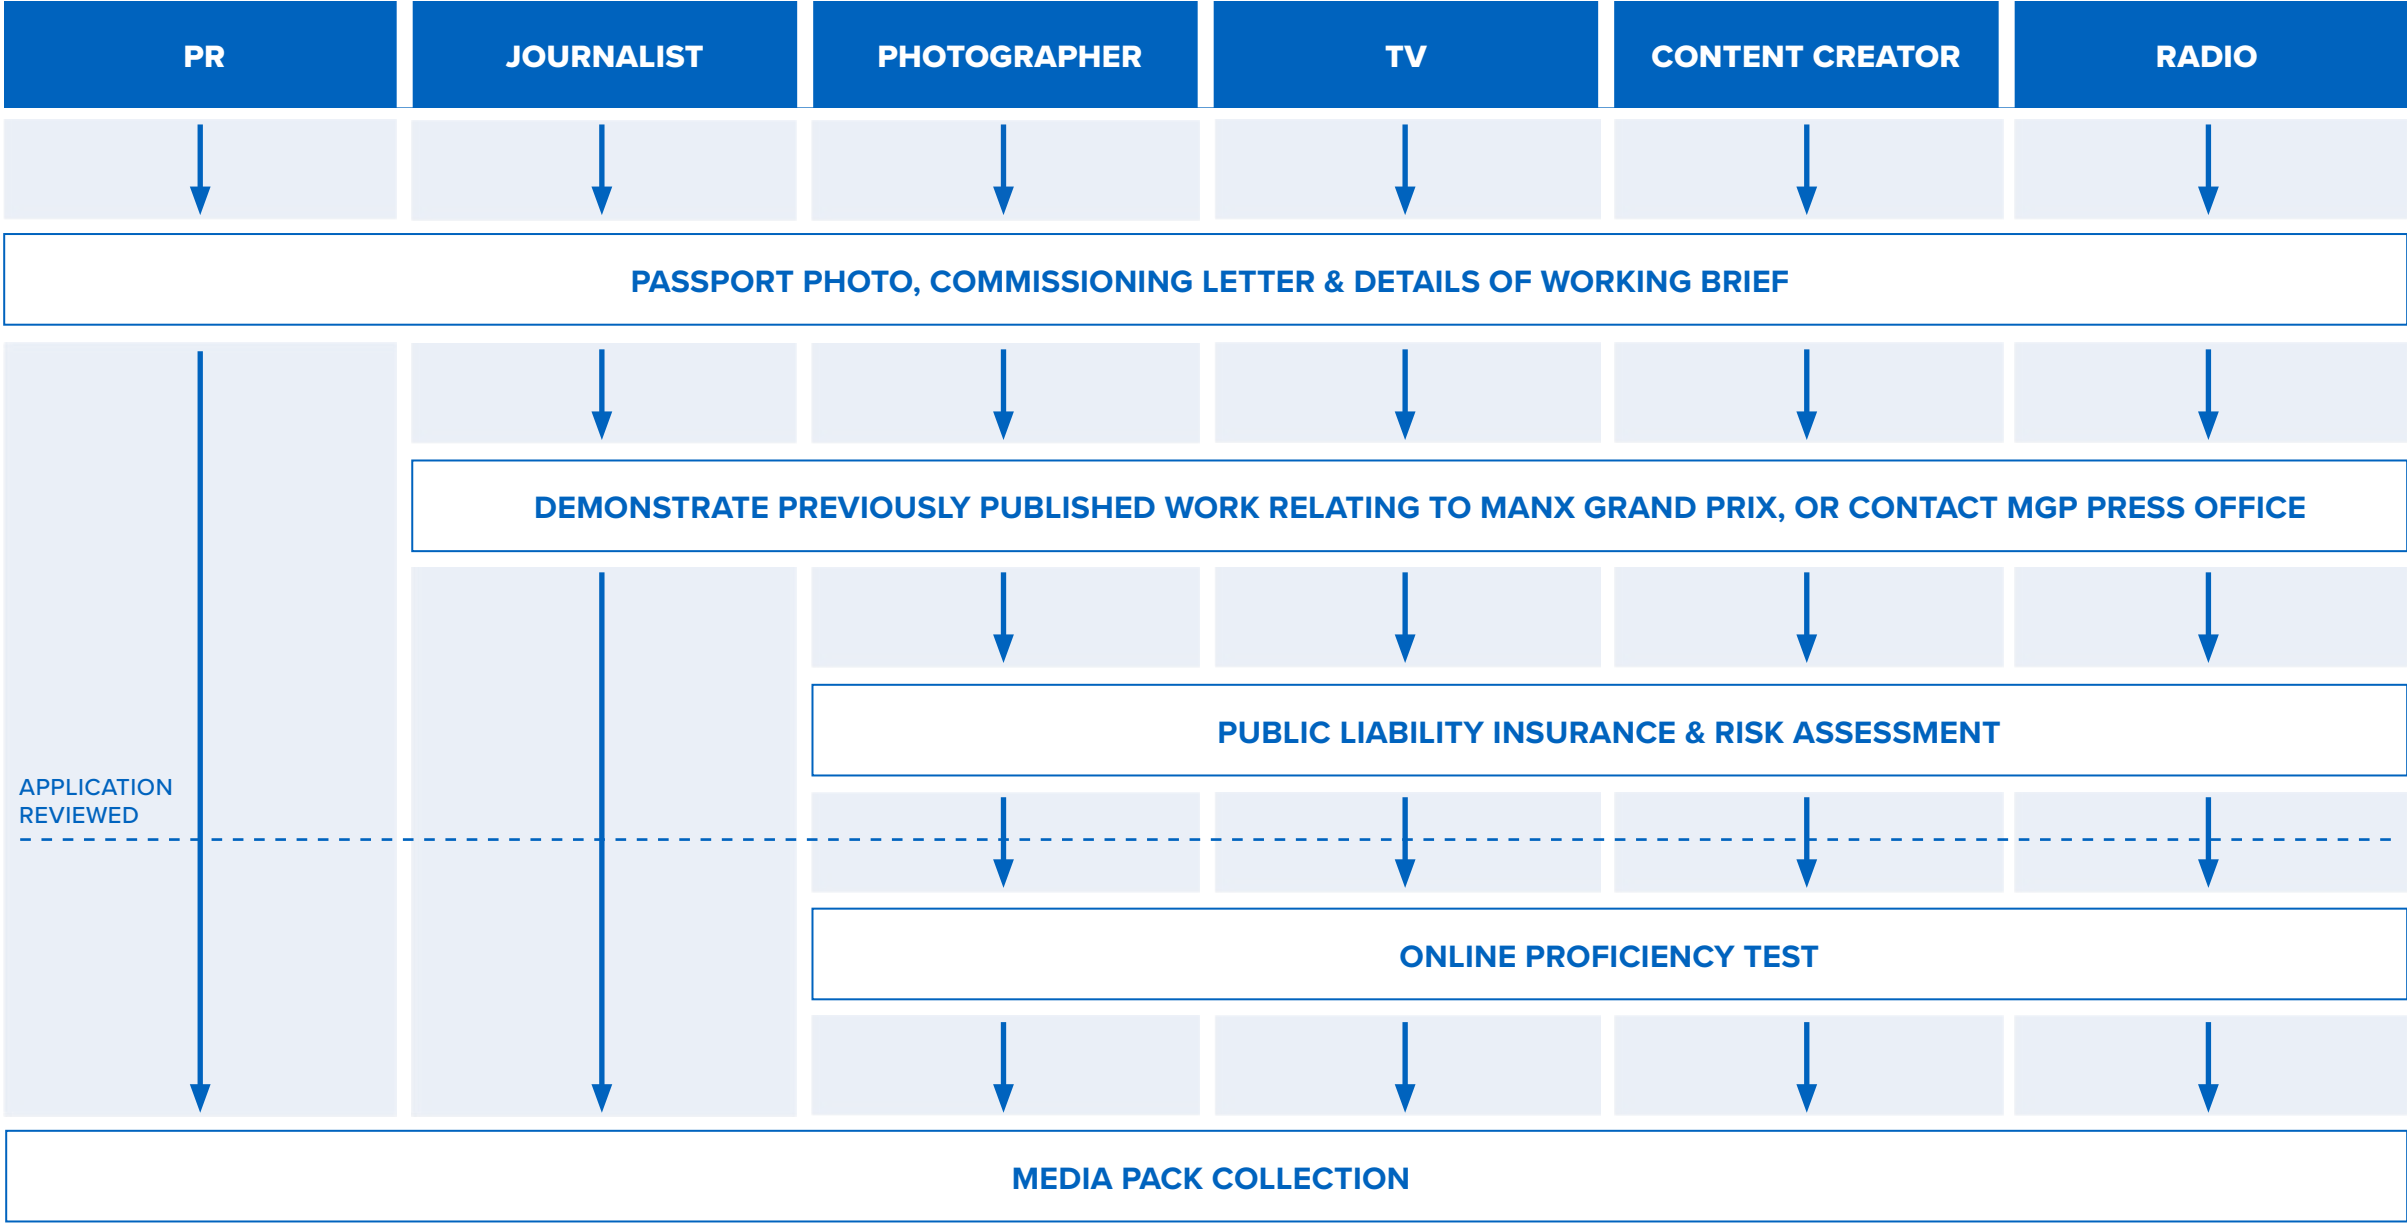 PR
JOURNALIST
PHOTOGRAPHER
TV
CONTENT CREATOR
RADIO
PASSPORT PHOTO, COMMISSIONING LETTER & DETAILS OF WORKING BRIEF
DEMONSTRATE PREVIOUSLY PUBLISHED WORK RELATING TO MANX GRAND PRIX, OR CONTACT MGP PRESS OFFICE
PUBLIC LIABILITY INSURANCE & RISK ASSESSMENT
APPLICATION
REVIEWED
ONLINE PROFICIENCY TEST
MEDIA PACK COLLECTION